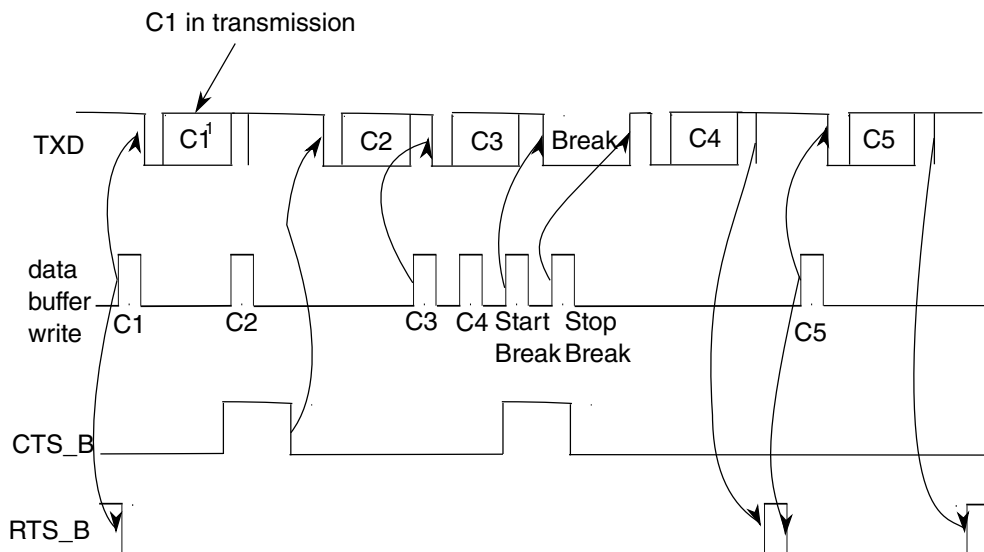 C1 in transmission
TXD
C1
1
C2
C3
Break
C4
C5
data
buffer
write
C1
C2
C3
C4
Start
Break
Stop
Break
C5
CTS_B
RTS_B